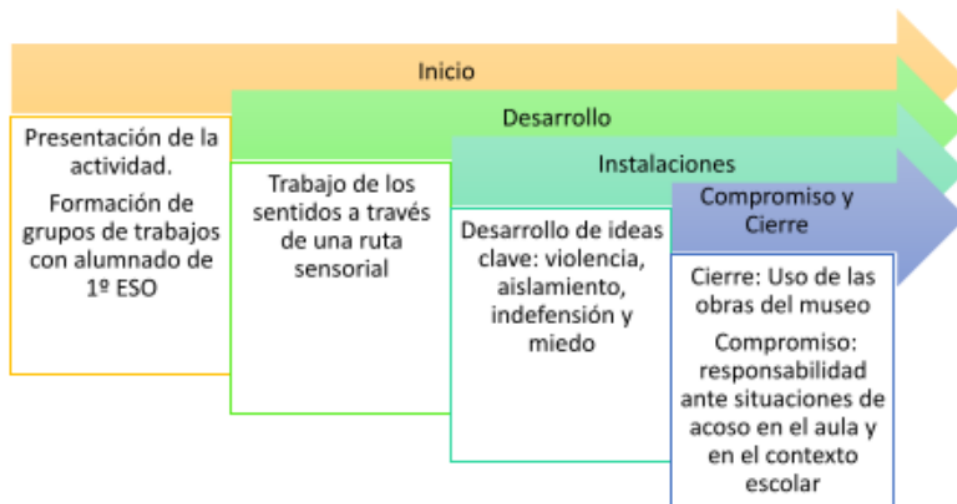 Inicio
Presentación de la
actividad.
Formación de
grupos de trabajos
con alumnado de
1º ESO
Desarrollo
Trabajo de los
sentidos a través
de una ruta
sensorial
Instalaciones
Desarrollo de ideas
clave: violencia,
aislamiento,
indefensión y
miedo
Compromiso y
Cierre
Cierre: Uso de las
obras del museo
Compromiso:
responsabilidad
ante situaciones de
acoso en el aula y
en el contexto
escolar